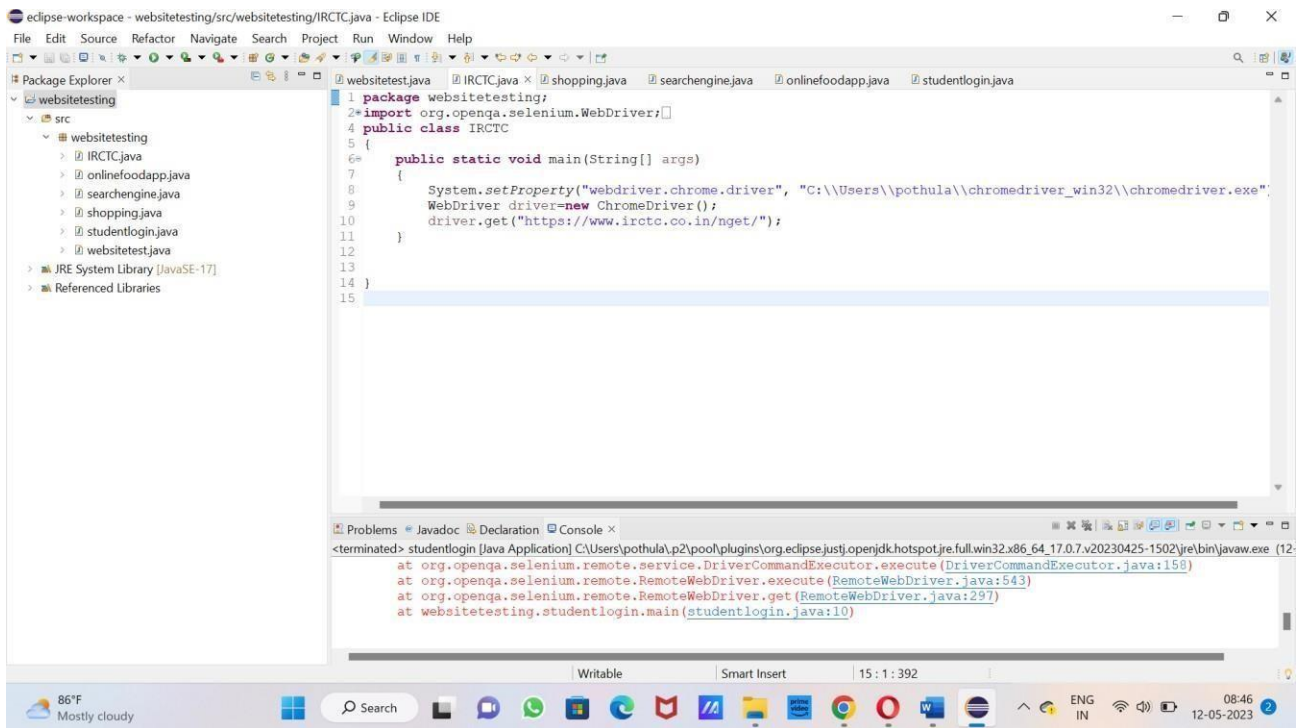 eclipse-workspace - websitetesting/src/websitetesting/IRCTC.java - Eclipse IDE
File Edit Source Refactor Navigate Search Project Run Window Help
Package Explorer
websitetesting
src
websitetesting
IRCTC.java
onlinefoodapp.java
searchengine.java
shopping.java
studentlogin.java
websitetest.java
JRE System Library [JavaSE-17]
Referenced Libraries
websitetest.java IRCTC.java shopping.java searchengine.java onlinefoodapp.java studentlogin.java
1 package websitetesting;
2 import org.openqa.selenium.WebDriver;
4 public class IRCTC
5 {
6 public static void main(String[] args)
7 {
8 System.setProperty("webdriver.chrome.driver", "C:\\Users\\pothula\\chromedriver_win32\\chromedriver.exe"
9 WebDriver driver=new ChromeDriver();
10 driver.get("https://www.irctc.co.in/nget/");
11 }
12
13
14 }
15
Problems Javadoc Declaration Console
<terminated> studentlogin [Java Application] C:\Users\pothula\.p2\pool\plugins\org.eclipse.justj.openjdk.hotspot.jre.full.win32.x86_64_17.0.7.v20230425-1502\jre\bin\javaw.exe (12-
at org.openqa.selenium.remote.service.DriverCommandExecutor.execute(DriverCommandExecutor.java:158)
at org.openqa.selenium.remote.RemoteWebDriver.execute(RemoteWebDriver.java:543)
at org.openqa.selenium.remote.RemoteWebDriver.get(RemoteWebDriver.java:297)
at websitetesting.studentlogin.main(studentlogin.java:10)
Writable Smart Insert 15 : 1 : 392
86°F
Mostly cloudy
Search
prime video
ENG
IN
08:46
12-05-2023
2